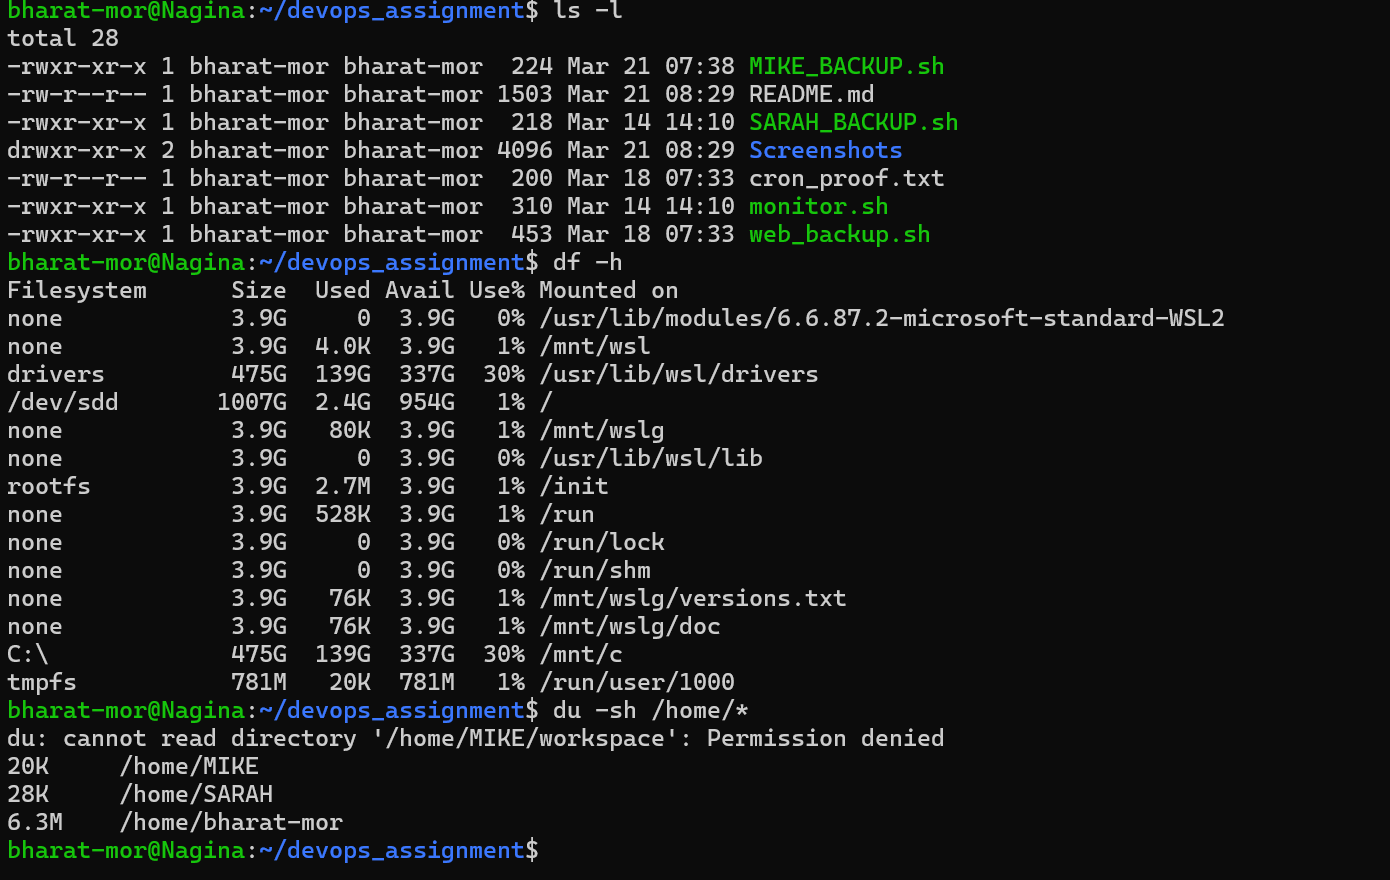 bharat-mor@Nagina:~/devops_assignment$ ls -l
total 28
-rwxr-xr-x 1 bharat-mor bharat-mor  224 Mar 21 07:38 MIKE_BACKUP.sh
-rw-r--r-- 1 bharat-mor bharat-mor 1503 Mar 21 08:29 README.md
-rwxr-xr-x 1 bharat-mor bharat-mor  218 Mar 14 14:10 SARAH_BACKUP.sh
drwxr-xr-x 2 bharat-mor bharat-mor 4096 Mar 21 08:29 Screenshots
-rw-r--r-- 1 bharat-mor bharat-mor  200 Mar 18 07:33 cron_proof.txt
-rwxr-xr-x 1 bharat-mor bharat-mor  310 Mar 14 14:10 monitor.sh
-rwxr-xr-x 1 bharat-mor bharat-mor  453 Mar 18 07:33 web_backup.sh
bharat-mor@Nagina:~/devops_assignment$ df -h
Filesystem      Size  Used Avail Use% Mounted on
none            3.9G     0  3.9G   0% /usr/lib/modules/6.6.87.2-microsoft-standard-WSL2
none            3.9G  4.0K  3.9G   1% /mnt/wsl
drivers         475G  139G  337G  30% /usr/lib/wsl/drivers
/dev/sdd       1007G  2.4G  954G   1% /
none            3.9G   80K  3.9G   1% /mnt/wslg
none            3.9G     0  3.9G   0% /usr/lib/wsl/lib
rootfs          3.9G  2.7M  3.9G   1% /init
none            3.9G  528K  3.9G   1% /run
none            3.9G     0  3.9G   0% /run/lock
none            3.9G     0  3.9G   0% /run/shm
none            3.9G   76K  3.9G   1% /mnt/wslg/versions.txt
none            3.9G   76K  3.9G   1% /mnt/wslg/doc
C:\             475G  139G  337G  30% /mnt/c
tmpfs           781M   20K  781M   1% /run/user/1000
bharat-mor@Nagina:~/devops_assignment$ du -sh /home/*
du: cannot read directory '/home/MIKE/workspace': Permission denied
20K     /home/MIKE
28K     /home/SARAH
6.3M    /home/bharat-mor
bharat-mor@Nagina:~/devops_assignment$